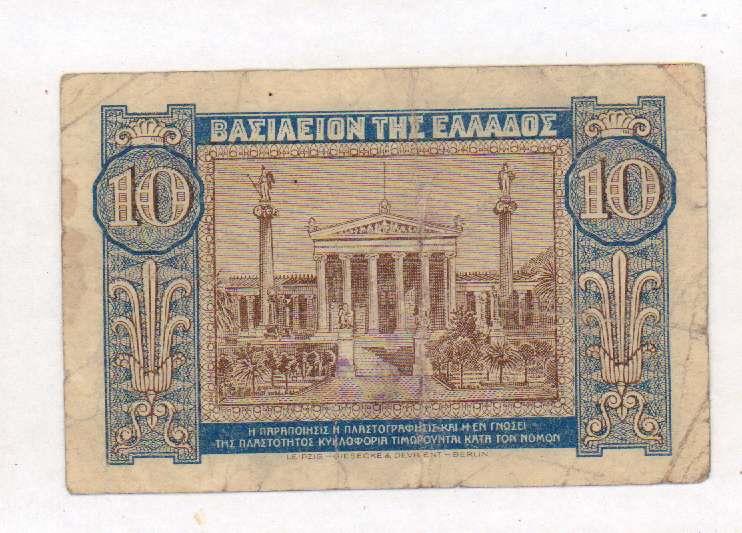 ΒΑΣΙΛΕΙΟΝ ΤΗΣ ΕΛΛΑΔΟΣ
10 10
Η ΠΑΡΑΠΟΙΗΣΙΣ Η ΠΛΑΣΤΟΓΡΑΦΗΣΙΣ ΚΑΙ Η ΕΝ ΓΝΩΣΕΙ
ΤΗΣ ΠΛΑΣΤΟΤΗΤΟΣ ΚΥΚΛΟΦΟΡΙΑ ΤΙΜΩΡΟΥΝΤΑΙ ΚΑΤΑ ΤΟΝ ΝΟΜΟΝ
LEIPZIG — GIESECKE & DEVRIENT — BERLIN